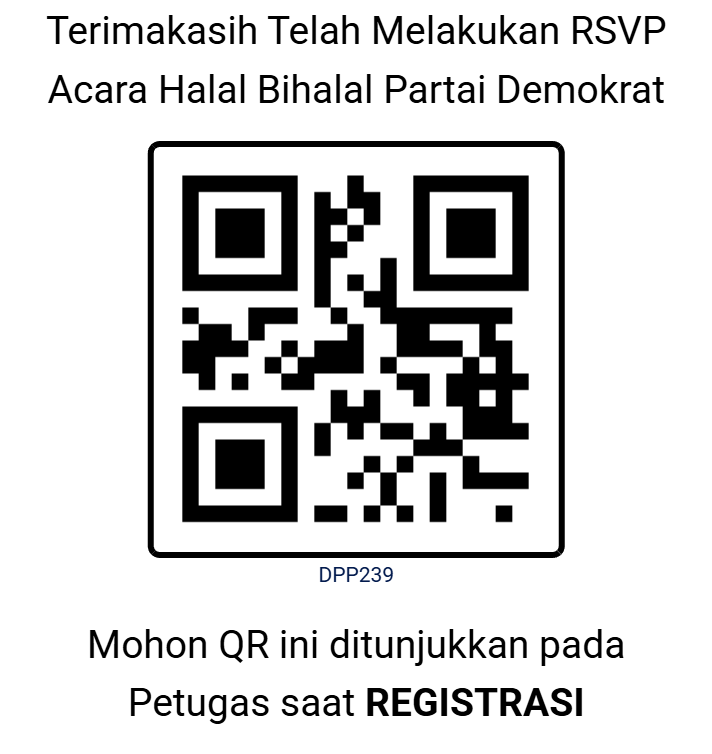 Terimakasih Telah Melakukan RSVP
Acara Halal Bihalal Partai Demokrat
DPP239
Mohon QR ini ditunjukkan pada
Petugas saat REGISTRASI